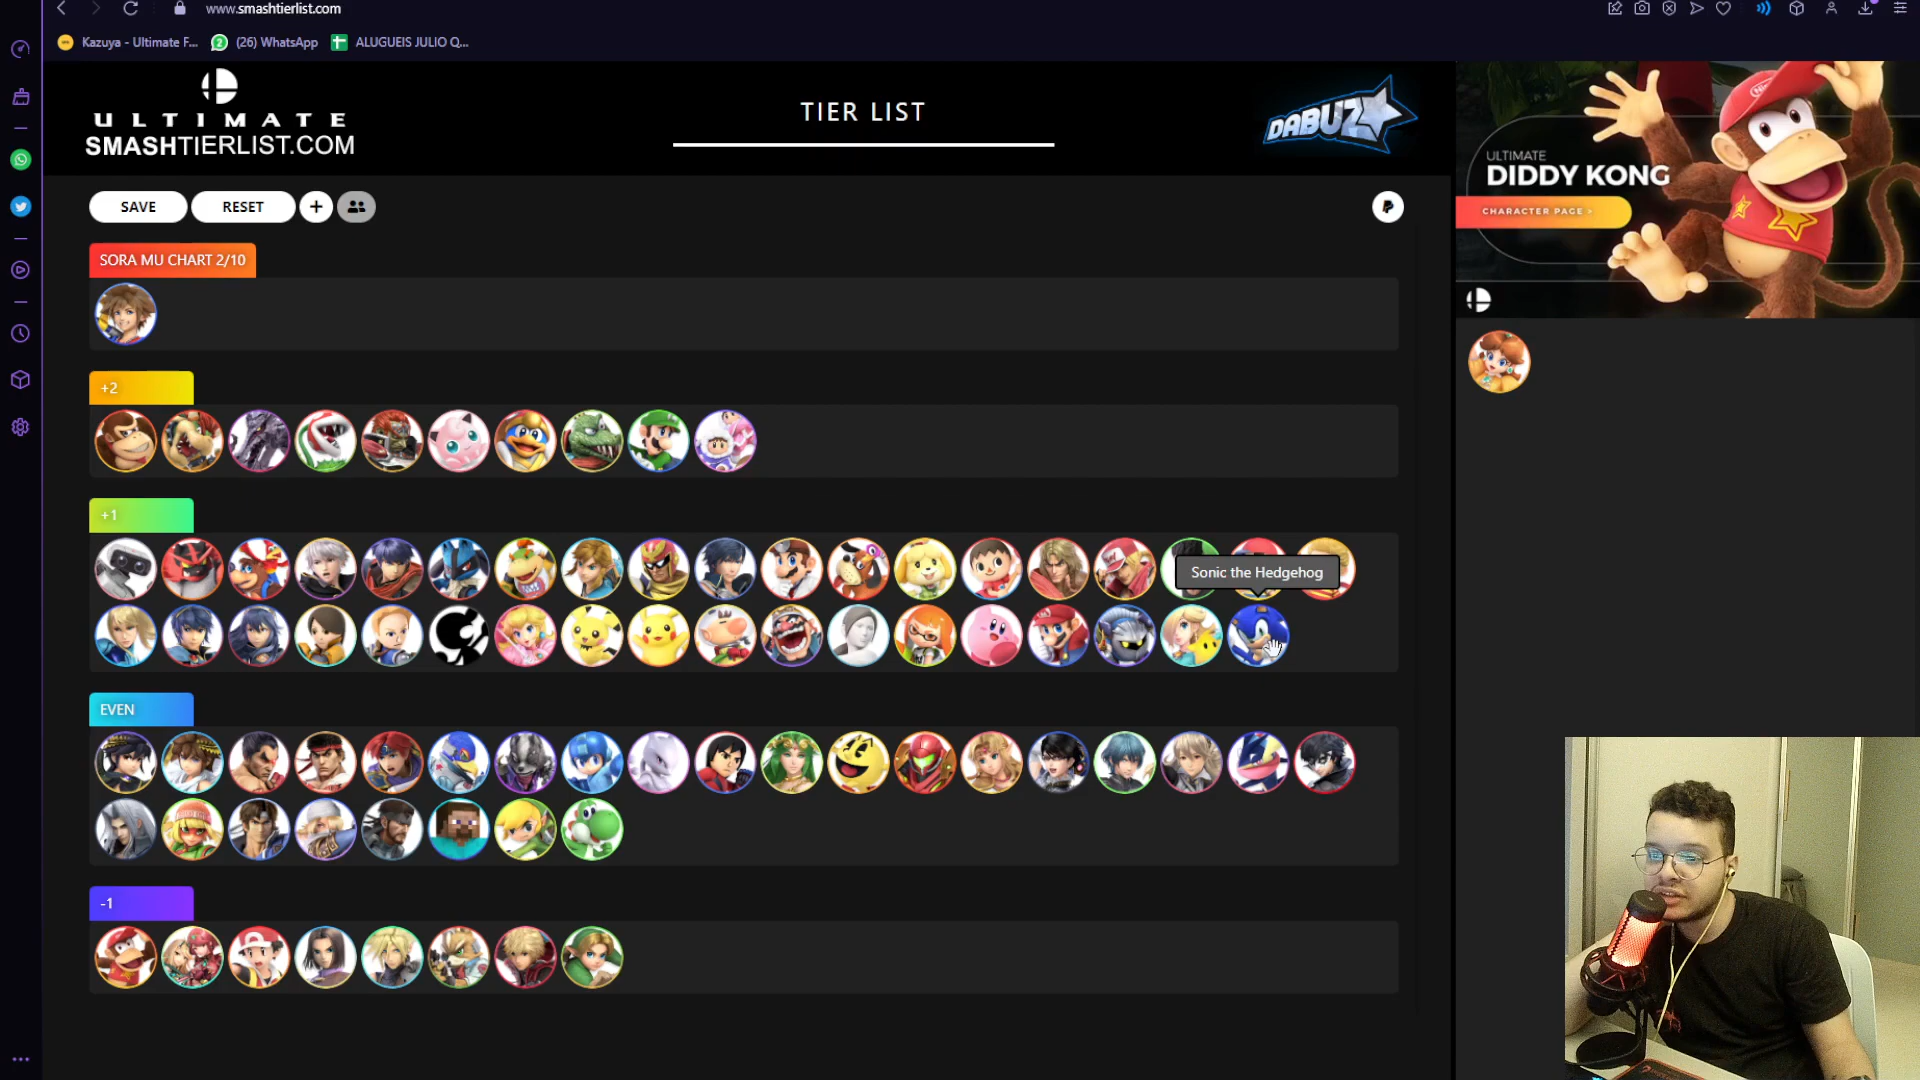 www.smashtierlist.com
Kazuya - Ultimate F...
2
(26) WhatsApp
ALUGUEIS JULIO Q...
ULTIMATE
SMASHTIERLIST.COM
TIER LIST
DABUZ
ULTIMATE
DIDDY KONG
CHARACTER PAGE >
SAVE
RESET
+
SORA MU CHART 2/10
+2
+1
Sonic the Hedgehog
EVEN
-1